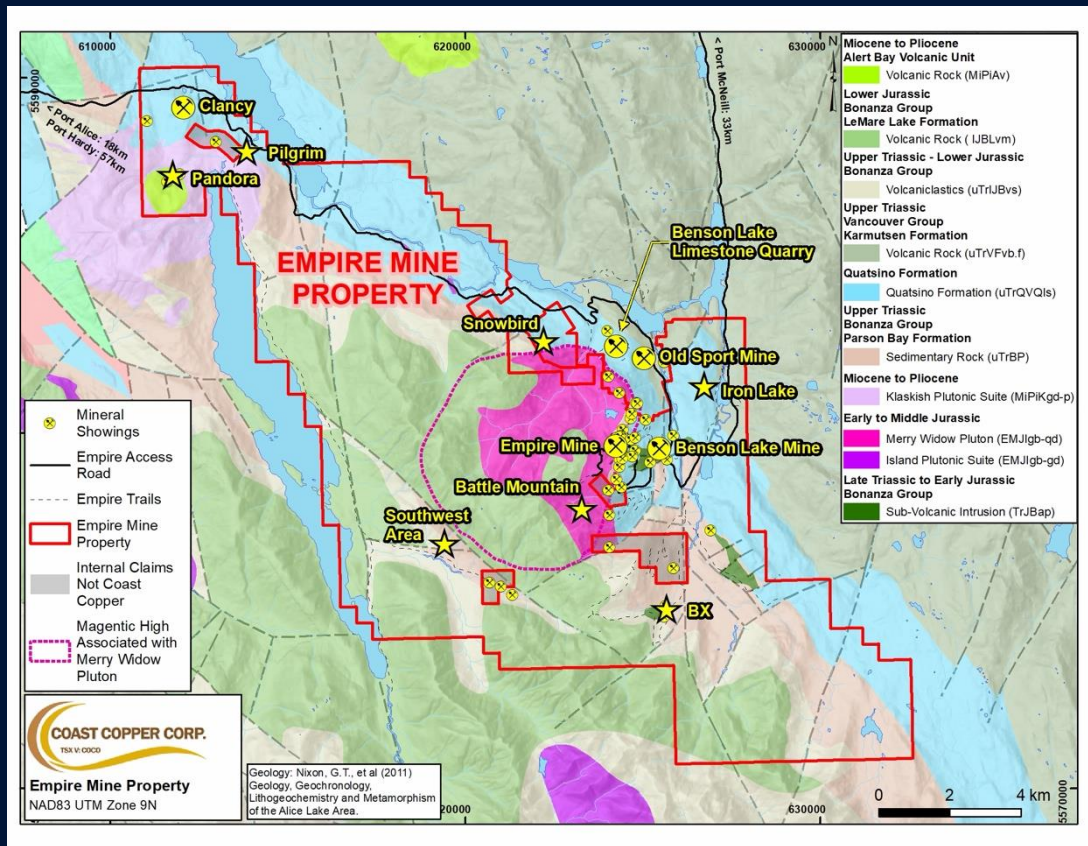 610000
620000
630000
N
5590000
< Port McNeill: 33km
< Port Alice: 18km
Port Hardy: 57km
Clancy
Pilgrim
Pandora
EMPIRE MINE
PROPERTY
Benson Lake
Limestone Quarry
Snowbird
Old Sport Mine
Iron Lake
Empire Mine
Benson Lake Mine
Battle Mountain
Southwest
Area
BX
Miocene to Pliocene
Alert Bay Volcanic Unit
Volcanic Rock (MiPiAv)
Lower Jurassic
Bonanza Group
LeMare Lake Formation
Volcanic Rock ( IJBLvm)
Upper Triassic - Lower Jurassic
Bonanza Group
Volcaniclastics (uTrIJBvs)
Upper Triassic
Vancouver Group
Karmutsen Formation
Volcanic Rock (uTrVFvb.f)
Quatsino Formation
Quatsino Formation (uTrQVQls)
Upper Triassic
Bonanza Group
Parson Bay Formation
Sedimentary Rock (uTrBP)
Miocene to Pliocene
Klaskish Plutonic Suite (MiPiKgd-p)
Early to Middle Jurassic
Merry Widow Pluton (EMJIgb-qd)
Island Plutonic Suite (EMJIgb-gd)
Late Triassic to Early Jurassic
Bonanza Group
Sub-Volcanic Intrusion (TrJBap)
Mineral
Showings
Empire Access
Road
Empire Trails
Empire Mine
Property
Internal Claims
Not Coast
Copper
Magentic High
Associated with
Merry Widow
Pluton
COAST COPPER CORP.
TSX V: COCO
Empire Mine Property
NAD83 UTM Zone 9N
Geology: Nixon, G.T., et al (2011)
Geology, Geochronology,
Lithogeochemistry and Metamorphism
of the Alice Lake Area.
630000
0 2 4 km
5570000